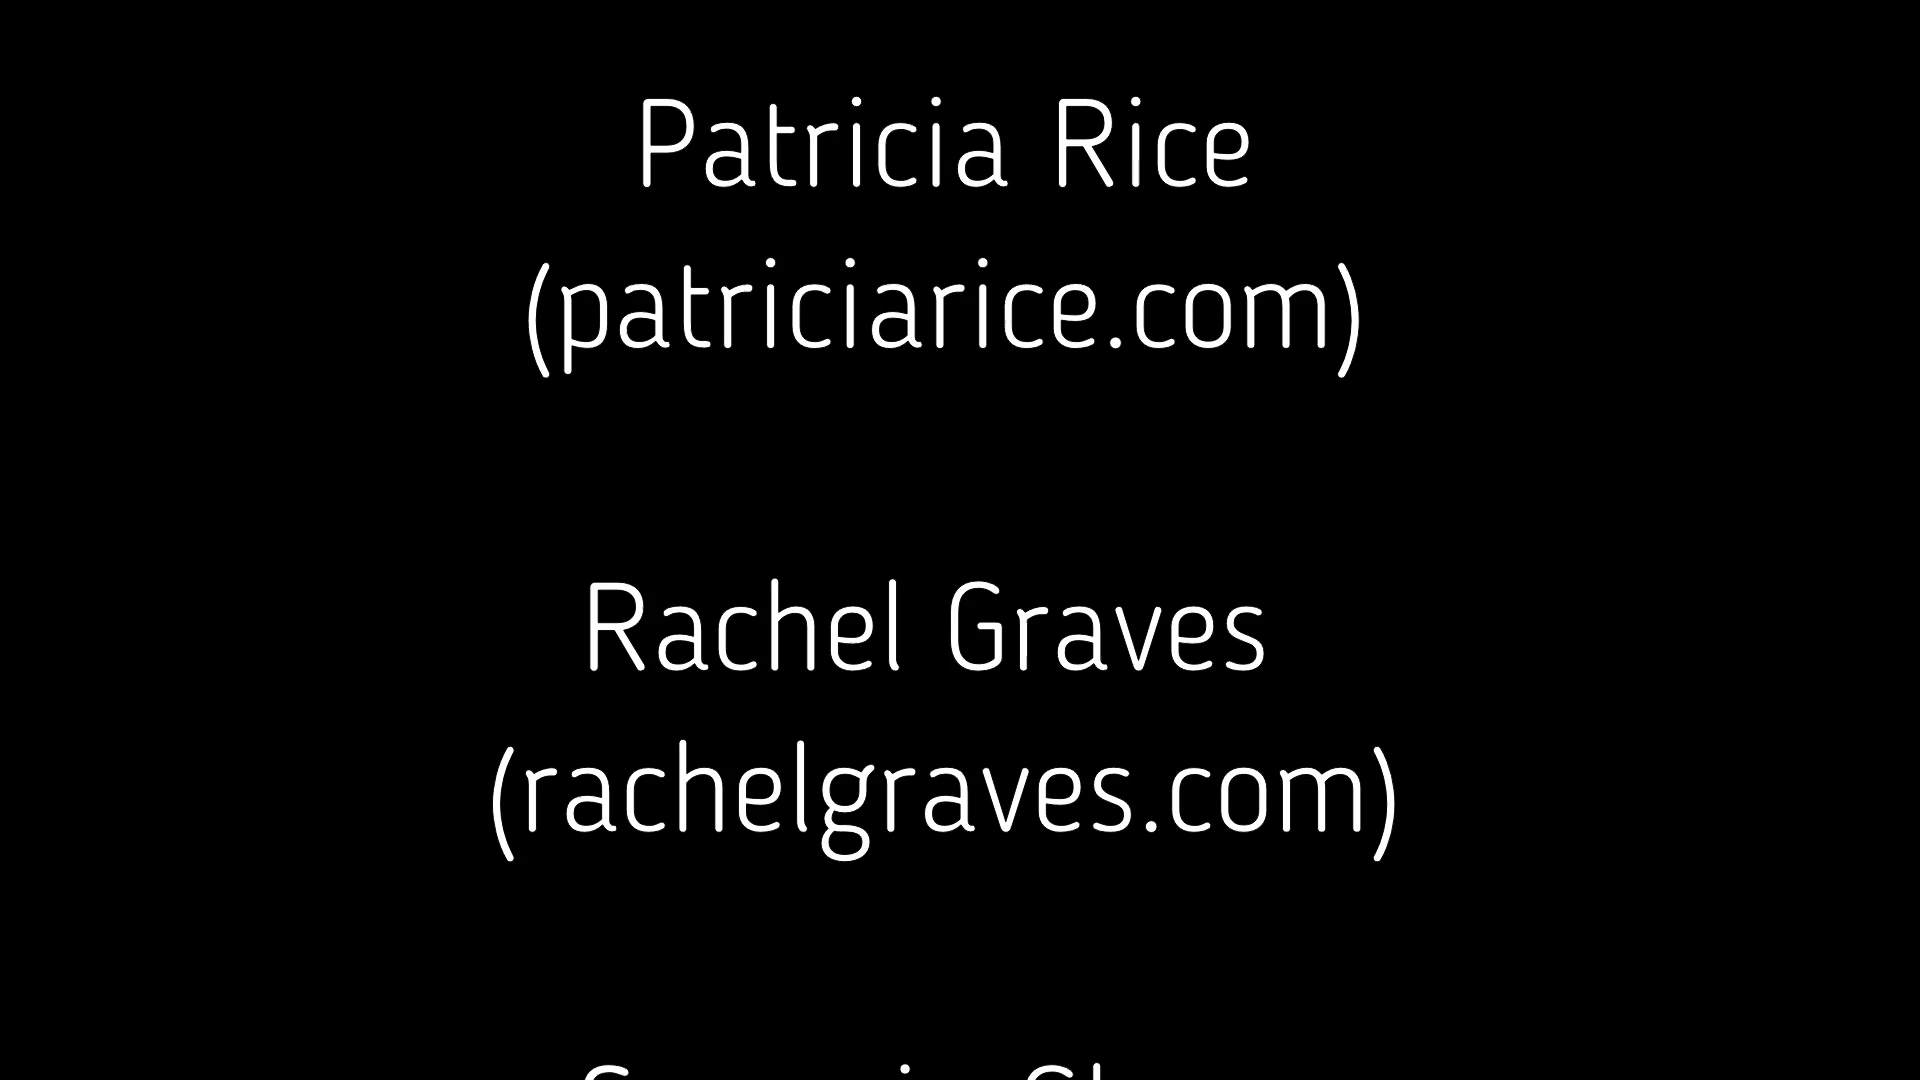 Patricia Rice
(patriciarice.com)
Rachel Graves
(rachelgraves.com)